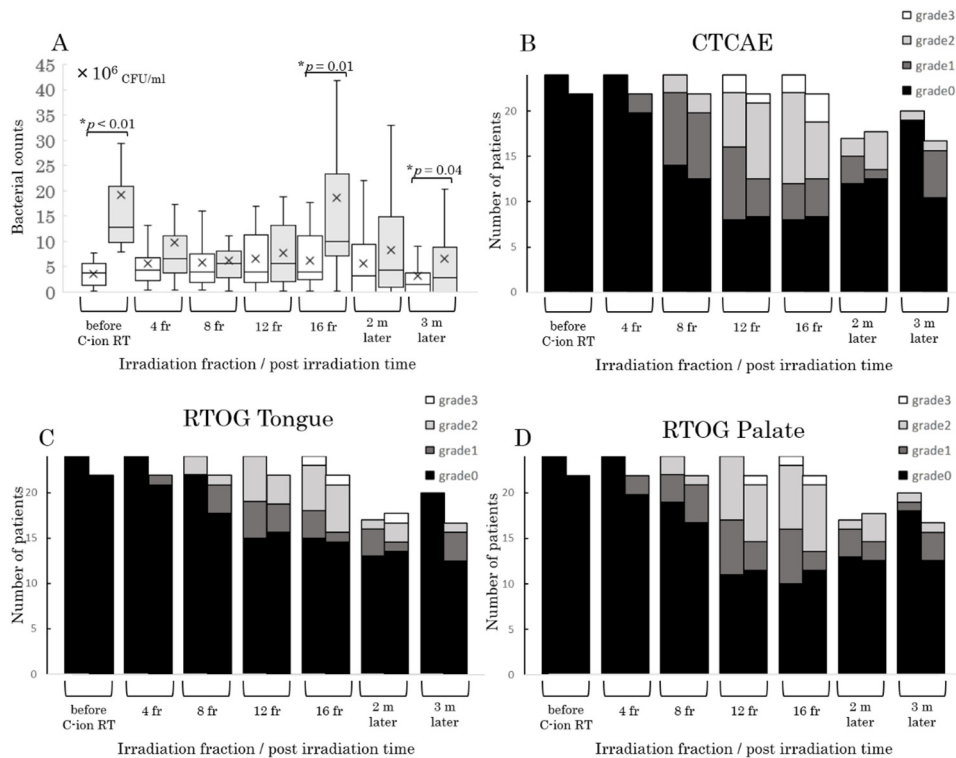 A
× 10⁶ CFU/ml
*p < 0.01
*p = 0.01
*p = 0.04
Bacterial counts
45
40
35
30
25
20
15
10
5
0
before C-ion RT
4 fr
8 fr
12 fr
16 fr
2 m later
3 m later
Irradiation fraction / post irradiation time
B
CTCAE
grade3
grade2
grade1
grade0
Number of patients
20
15
10
5
0
before C-ion RT
4 fr
8 fr
12 fr
16 fr
2 m later
3 m later
Irradiation fraction / post irradiation time
C
RTOG Tongue
grade3
grade2
grade1
grade0
Number of patients
20
15
10
5
0
before C-ion RT
4 fr
8 fr
12 fr
16 fr
2 m later
3 m later
Irradiation fraction / post irradiation time
D
RTOG Palate
grade3
grade2
grade1
grade0
Number of patients
20
15
10
5
0
before C-ion RT
4 fr
8 fr
12 fr
16 fr
2 m later
3 m later
Irradiation fraction / post irradiation time